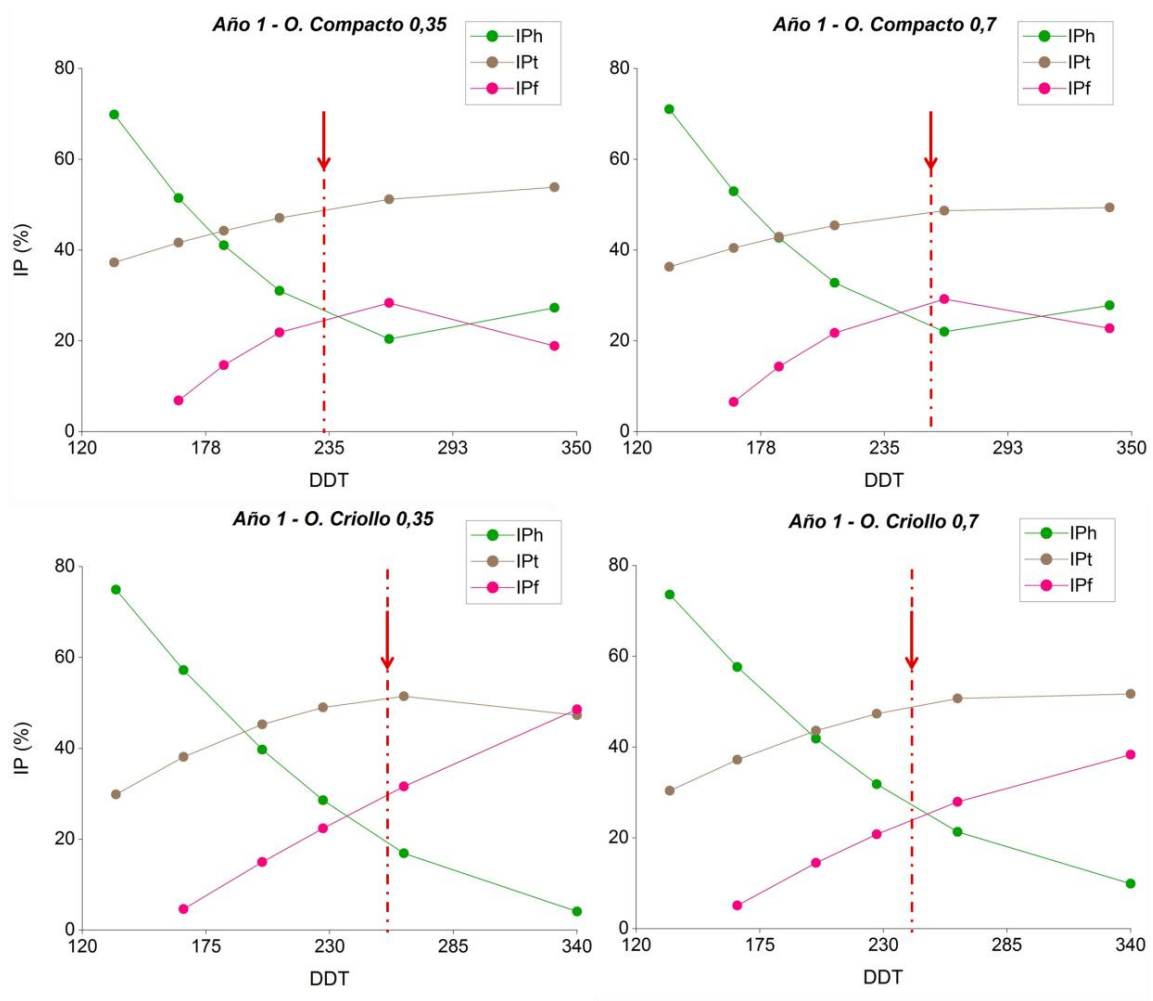 Año 1 - O. Compacto 0,35
IPh
IPt
IPf
80
60
40
20
0
IP (%)
120 178 235 293 350
DDT
Año 1 - O. Compacto 0,7
IPh
IPt
IPf
80
60
40
20
0
120 178 235 293 350
DDT
Año 1 - O. Criollo 0,35
IPh
IPt
IPf
80
60
40
20
0
IP (%)
120 175 230 285 340
DDT
Año 1 - O. Criollo 0,7
IPh
IPt
IPf
80
60
40
20
0
120 175 230 285 340
DDT